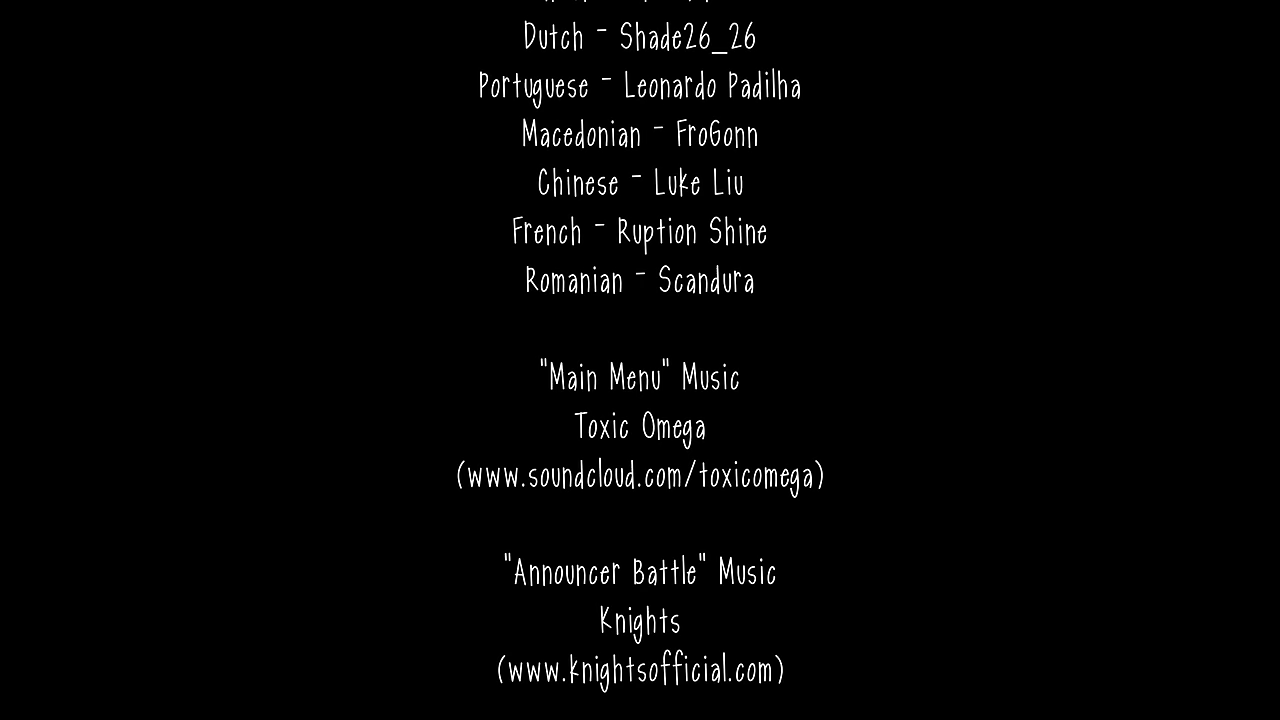 Dutch - Shade26_26
Portuguese - Leonardo Padilha
Macedonian - FroGonn
Chinese - Luke Liu
French - Ruption Shine
Romanian - Scandura
"Main Menu" Music
Toxic Omega
(www.soundcloud.com/toxicomega)
"Announcer Battle" Music
Knights
(www.knightsofficial.com)